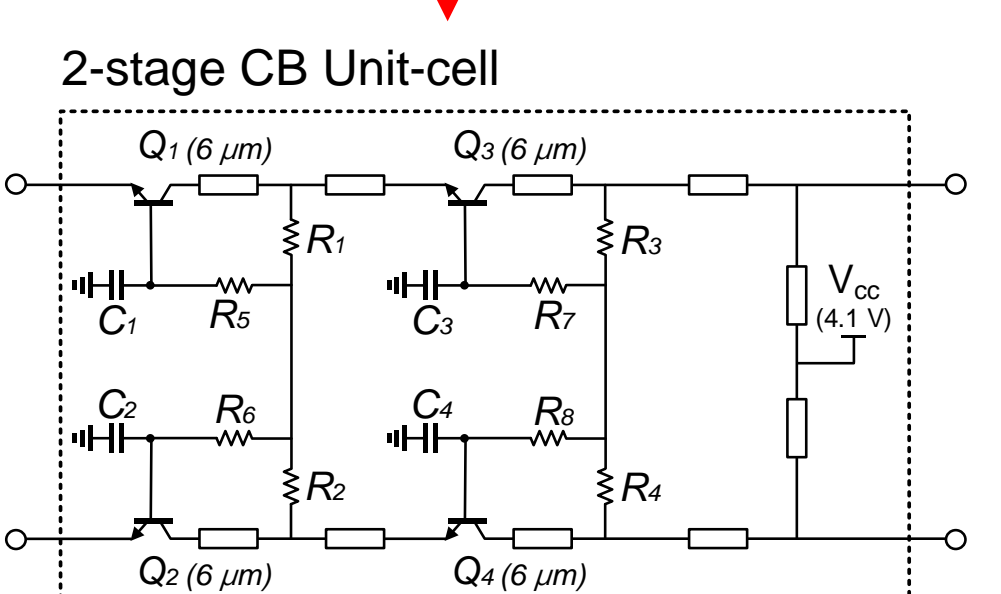 2-stage CB Unit-cell
Q1 (6 μm) Q3 (6 μm)
R1 R3
C1 R5 C3 R7
Vcc
(4.1 V)
C2 R6 C4 R8
R2 R4
Q2 (6 μm) Q4 (6 μm)